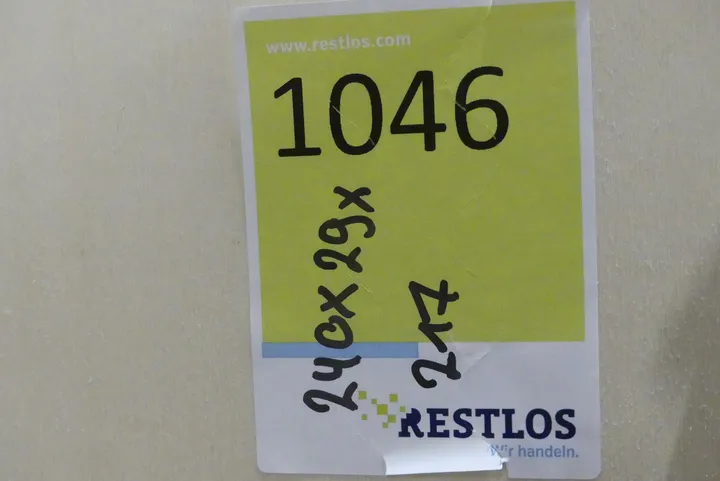 www.restlos.com
1046
240x29x
217
RESTLOS
Wir handeln.